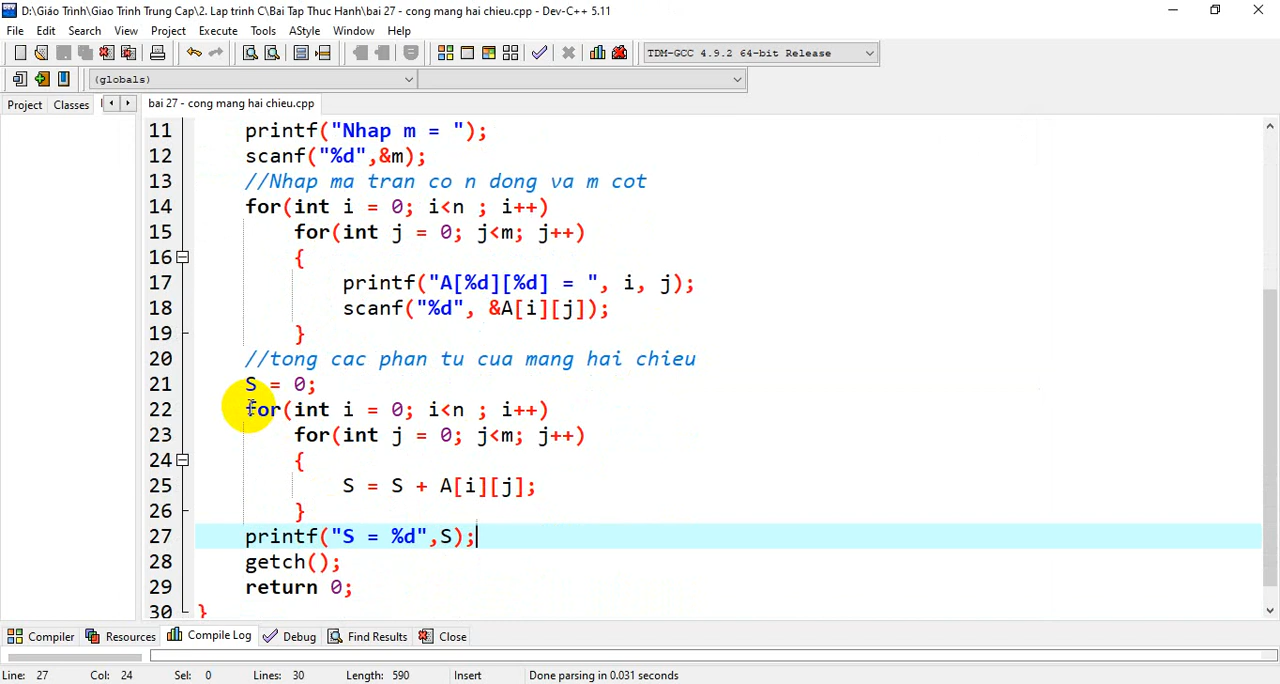 D:\Giáo Trình\Giao Trinh Trung Cap\2. Lap trinh C\Bai Tap Thuc Hanh\bai 27 - cong mang hai chieu.cpp - Dev-C++ 5.11
File Edit Search View Project Execute Tools AStyle Window Help
TDM-GCC 4.9.2 64-bit Release
(globals)
Project Classes bai 27 - cong mang hai chieu.cpp
11 printf("Nhap m = ");
12 scanf("%d",&m);
13 //Nhap ma tran co n dong va m cot
14 for(int i = 0; i<n ; i++)
15 for(int j = 0; j<m; j++)
16 {
17 printf("A[%d][%d] = ", i, j);
18 scanf("%d", &A[i][j]);
19 }
20 //tong cac phan tu cua mang hai chieu
21 S = 0;
22 for(int i = 0; i<n ; i++)
23 for(int j = 0; j<m; j++)
24 {
25 S = S + A[i][j];
26 }
27 printf("S = %d",S);
28 getch();
29 return 0;
30 }
Compiler Resources Compile Log Debug Find Results Close
Line: 27 Col: 24 Sel: 0 Lines: 30 Length: 590 Insert Done parsing in 0.031 seconds